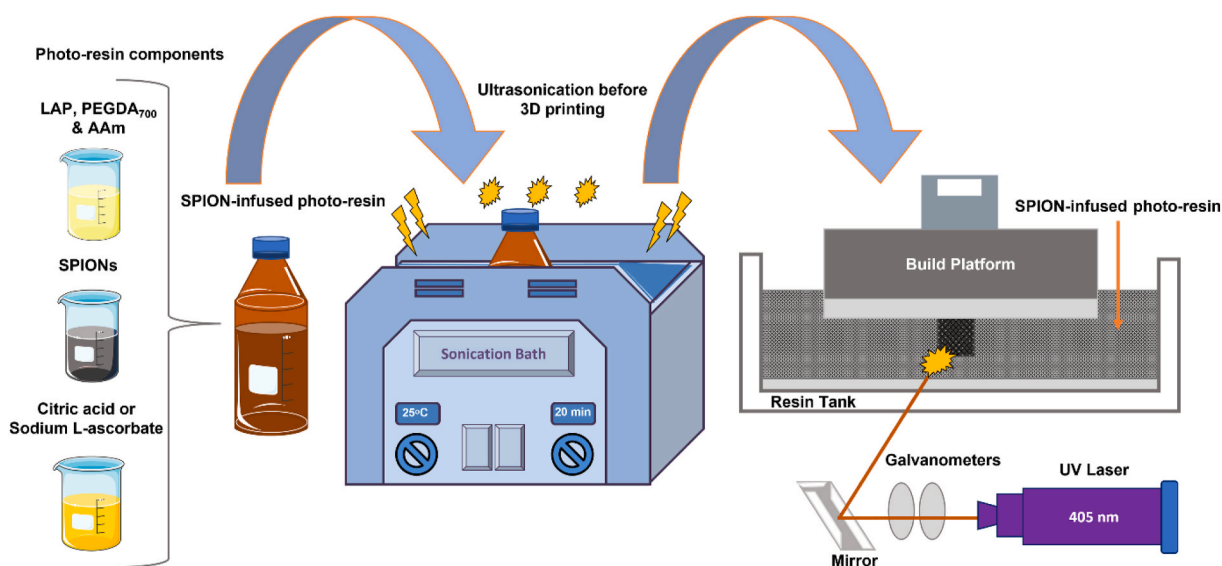 Photo-resin components
LAP, PEGDA₇₀₀
& AAm
SPIONs
Citric acid or
Sodium L-ascorbate
SPION-infused photo-resin
Ultrasonication before
3D printing
Sonication Bath
25°C
20 min
SPION-infused photo-resin
Build Platform
Resin Tank
Galvanometers
UV Laser
405 nm
Mirror